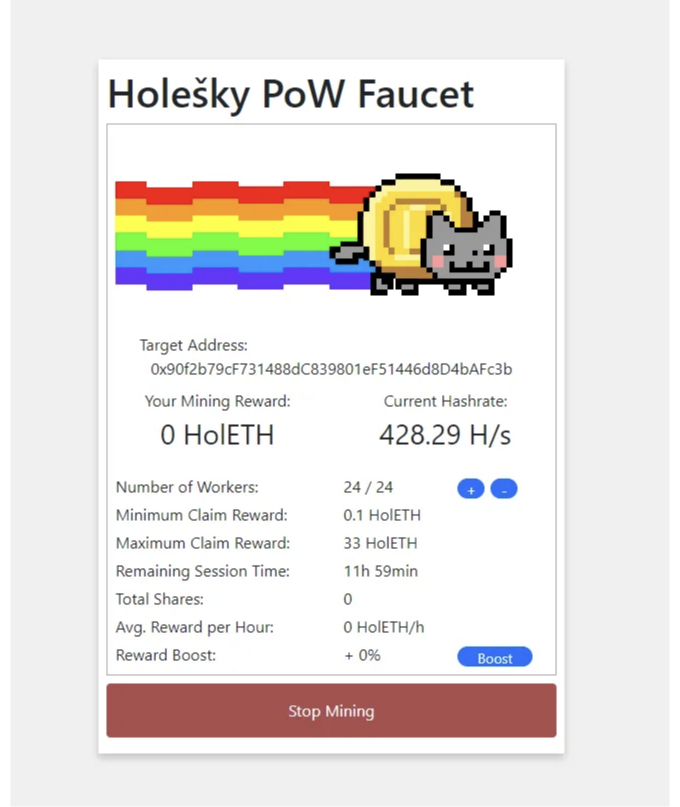 Holešky PoW Faucet
Target Address:
0x90f2b79cF731488dC839801eF51446d8D4bAFc3b
Your Mining Reward: Current Hashrate:
0 HolETH 428.29 H/s
Number of Workers: 24 / 24 + -
Minimum Claim Reward: 0.1 HolETH
Maximum Claim Reward: 33 HolETH
Remaining Session Time: 11h 59min
Total Shares: 0
Avg. Reward per Hour: 0 HolETH/h
Reward Boost: + 0% Boost
Stop Mining